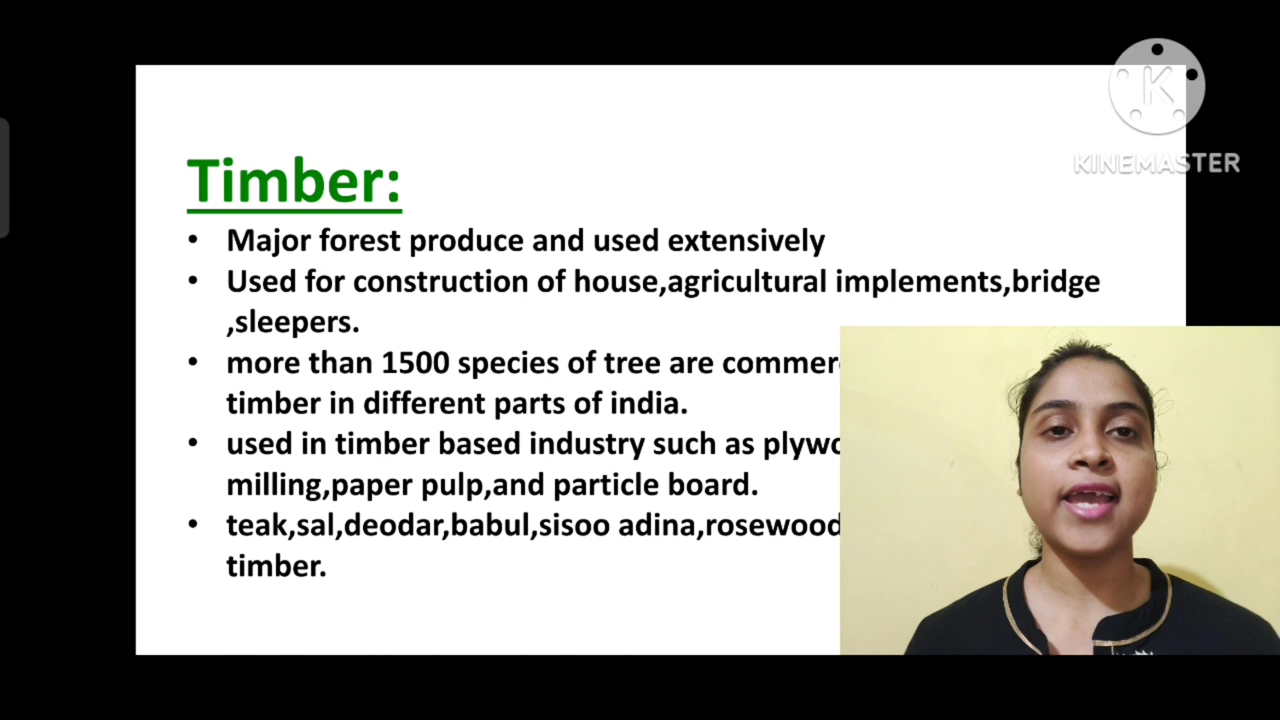 KINEMASTER
Timber:
• Major forest produce and used extensively
• Used for construction of house,agricultural implements,bridge
,sleepers.
• more than 1500 species of tree are
timber in different parts of india.
• used in timber based industry such as
milling,paper pulp,and particle board.
• teak,sal,deodar,babul,sisoo adina,rosewood
timber.